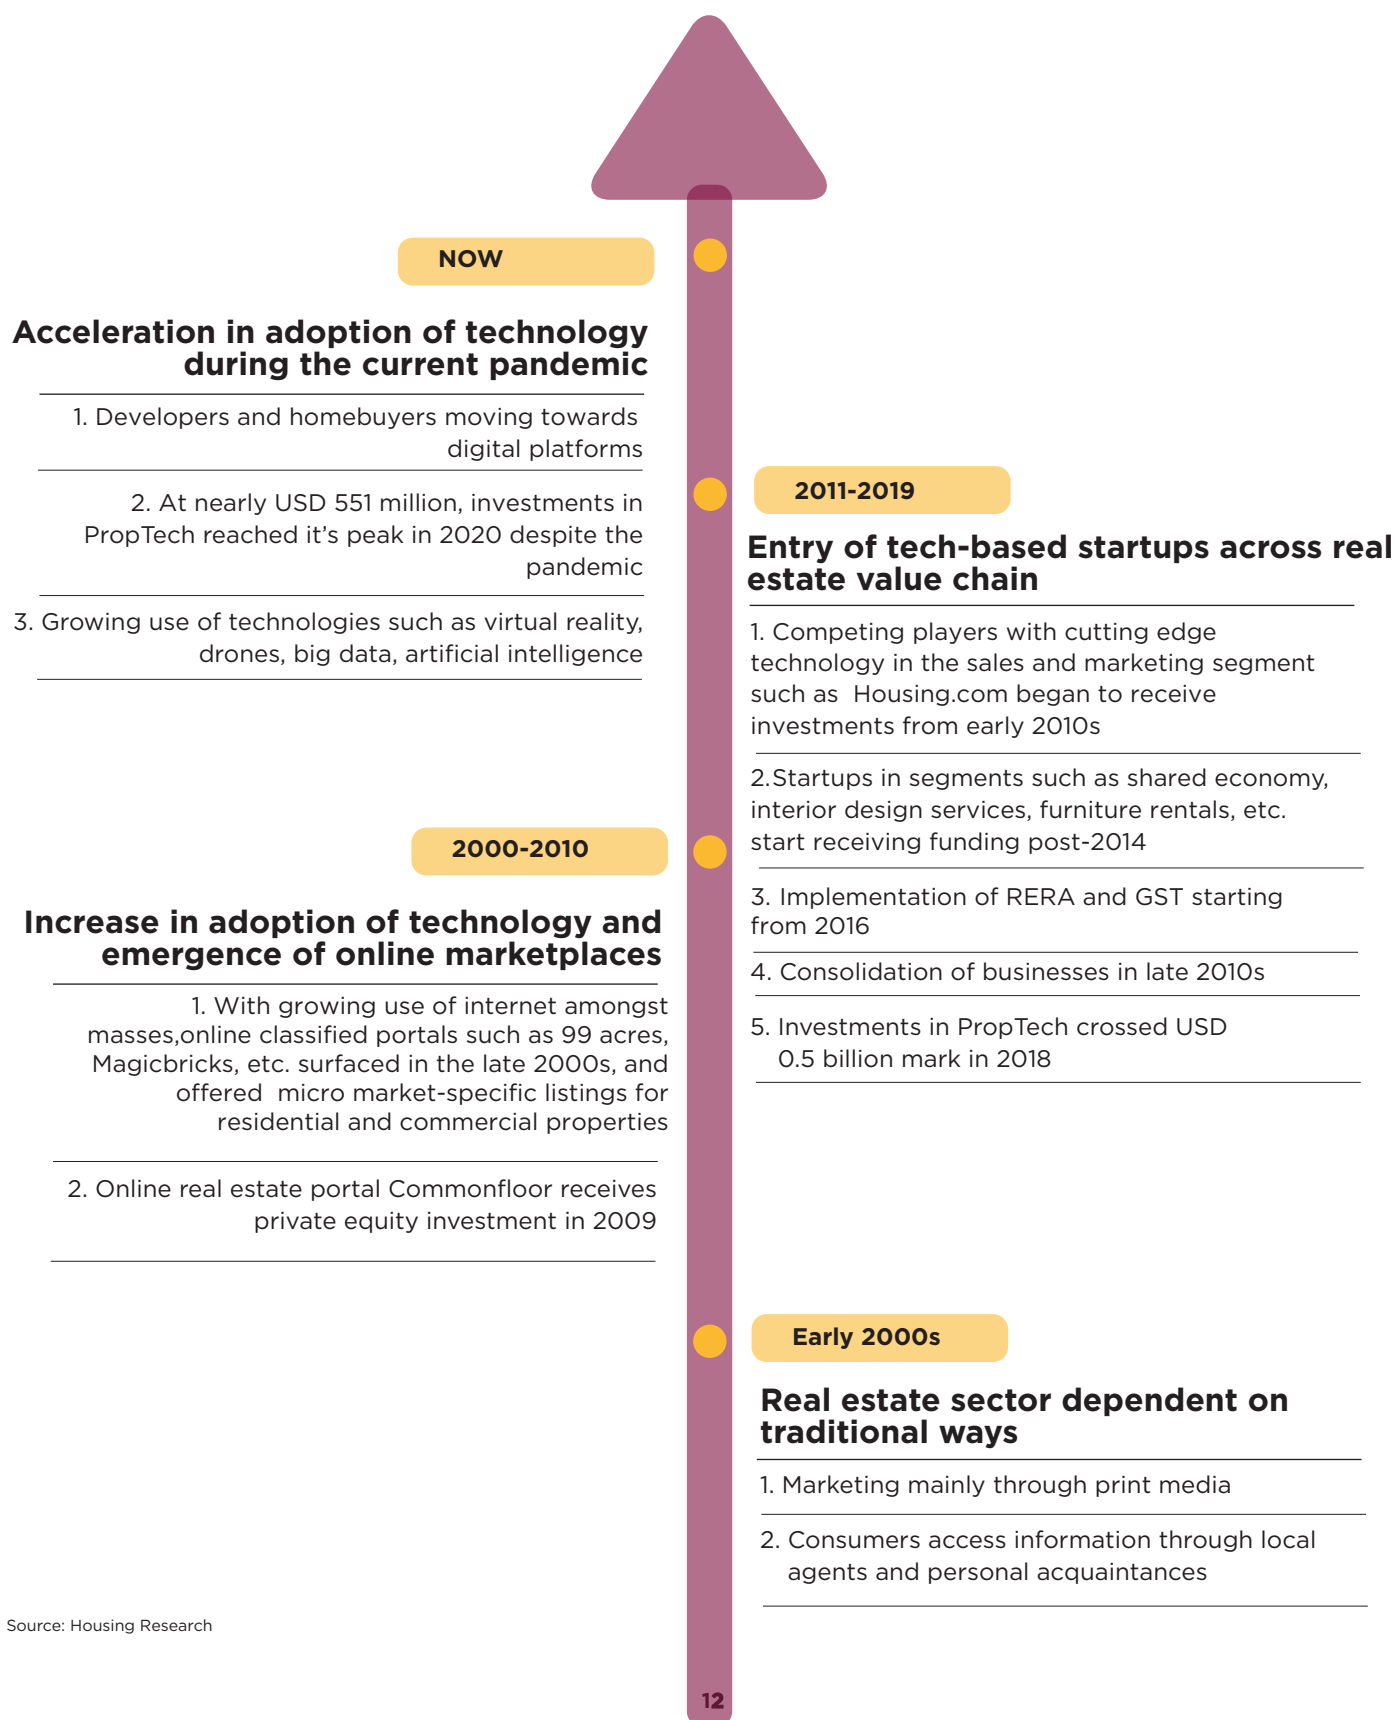 NOW
Acceleration in adoption of technology
during the current pandemic
1. Developers and homebuyers moving towards
digital platforms
2. At nearly USD 551 million, investments in
PropTech reached it’s peak in 2020 despite the
pandemic
3. Growing use of technologies such as virtual reality,
drones, big data, artificial intelligence
2011-2019
Entry of tech-based startups across real
estate value chain
1. Competing players with cutting edge
technology in the sales and marketing segment
such as  Housing.com began to receive
investments from early 2010s
2.Startups in segments such as shared economy,
interior design services, furniture rentals, etc.
start receiving funding post-2014
3. Implementation of RERA and GST starting
from 2016
4. Consolidation of businesses in late 2010s
5. Investments in PropTech crossed USD
0.5 billion mark in 2018
2000-2010
Increase in adoption of technology and
emergence of online marketplaces
1. With growing use of internet amongst
masses,online classified portals such as 99 acres,
Magicbricks, etc. surfaced in the late 2000s, and
offered  micro market-specific listings for
residential and commercial properties
2. Online real estate portal Commonfloor receives
private equity investment in 2009
Early 2000s
Real estate sector dependent on
traditional ways
1. Marketing mainly through print media
2. Consumers access information through local
agents and personal acquaintances
Source: Housing Research
12